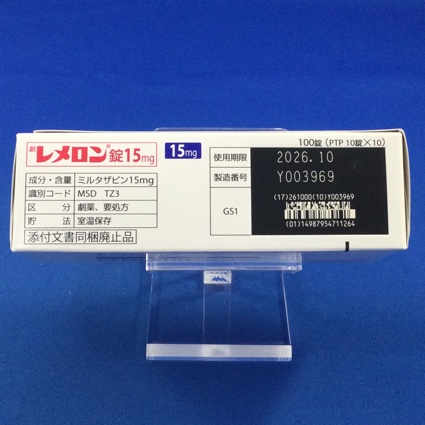 劇 レメロン® 錠15mg
15mg
100錠 (PTP 10錠×10)
成分・含量 ミルタザピン15mg
識別コード MSD TZ3
区分 劇薬、要処方
貯法 室温保存
添付文書同梱廃止品
使用期限 2026.10
製造番号 Y003969
GS1
(17)261000(10)Y003969
(01)14987954711264